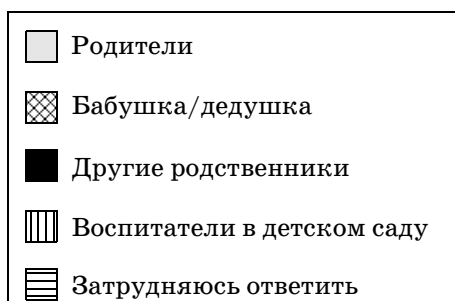 Родители
Бабушка/дедушка
Другие родственники
Воспитатели в детском саду
Затрудняюсь ответить